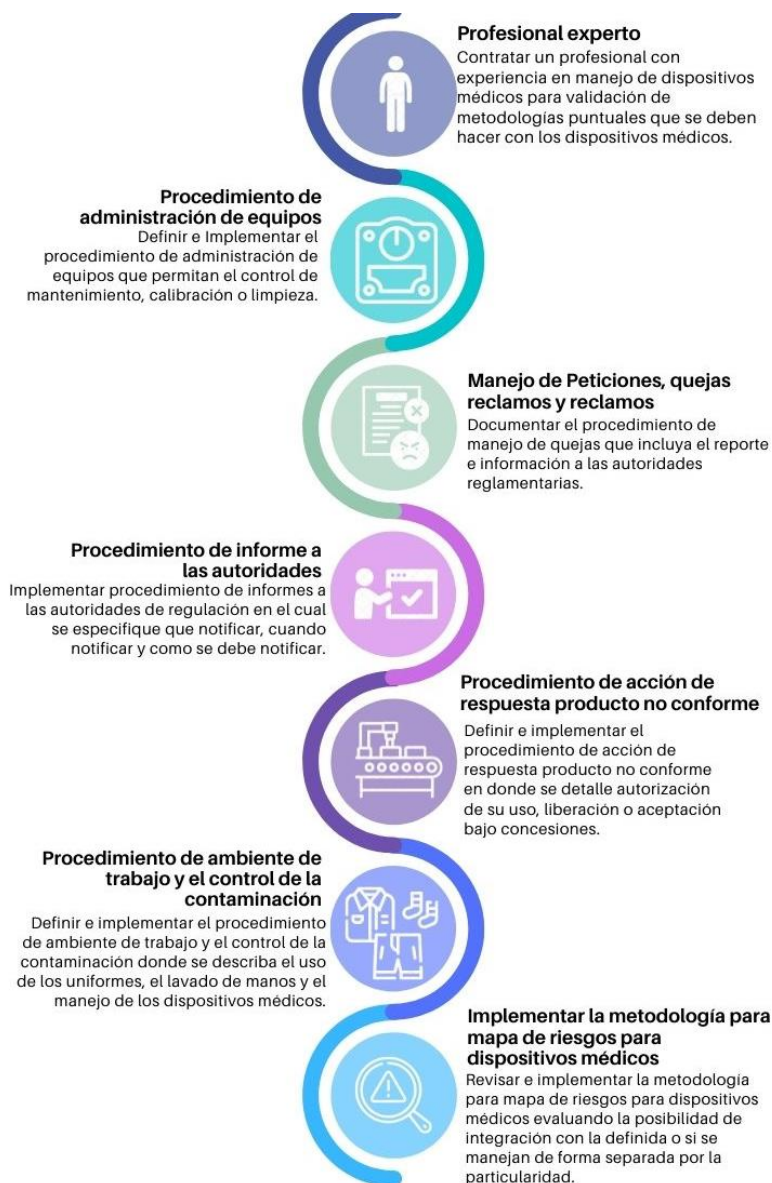 Profesional experto
Contratar un profesional con
experiencia en manejo de dispositivos
médicos para validación de
metodologías puntuales que se deben
hacer con los dispositivos médicos.
Procedimiento de
administración de equipos
Definir e Implementar el
procedimiento de administración de
equipos que permitan el control de
mantenimiento, calibración o limpieza.
Manejo de Peticiones, quejas
reclamos y reclamos
Documentar el procedimiento de
manejo de quejas que incluya el reporte
e información a las autoridades
reglamentarias.
Procedimiento de informe a
las autoridades
Implementar procedimiento de informes a
las autoridades de regulación en el cual
se especifique que notificar, cuando
notificar y como se debe notificar.
Procedimiento de acción de
respuesta producto no conforme
Definir e implementar el
procedimiento de acción de
respuesta producto no conforme
en donde se detalle autorización
de su uso, liberación o aceptación
bajo concesiones.
Procedimiento de ambiente de
trabajo y el control de la
contaminación
Definir e implementar el procedimiento
de ambiente de trabajo y el control de la
contaminación donde se describa el uso
de los uniformes, el lavado de manos y el
manejo de los dispositivos médicos.
Implementar la metodología para
mapa de riesgos para
dispositivos médicos
Revisar e implementar la metodología
para mapa de riesgos para dispositivos
médicos evaluando la posibilidad de
integración con la definida o si se
manejan de forma separada por la
particularidad.